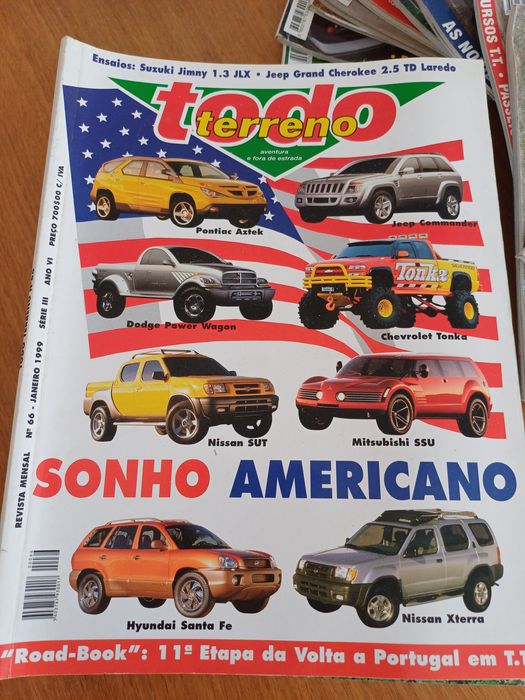 Ensaios: Suzuki Jimny 1.3 JLX • Jeep Grand Cherokee 2.5 TD Laredo
todo
terreno
aventura
e fora de estrada
Pontiac Aztek
Jeep Commander
Dodge Power Wagon
Tonka
Chevrolet Tonka
Nissan SUT
Mitsubishi SSU
SONHO AMERICANO
Hyundai Santa Fe
Nissan Xterra
"Road-Book": 11ª Etapa da Volta a Portugal em T.T
REVISTA MENSAL Nº 66 - JANEIRO 1999 SÉRIE III ANO VI PREÇO 700$00 C/ IVA
CURSOS T.T.
AS NO